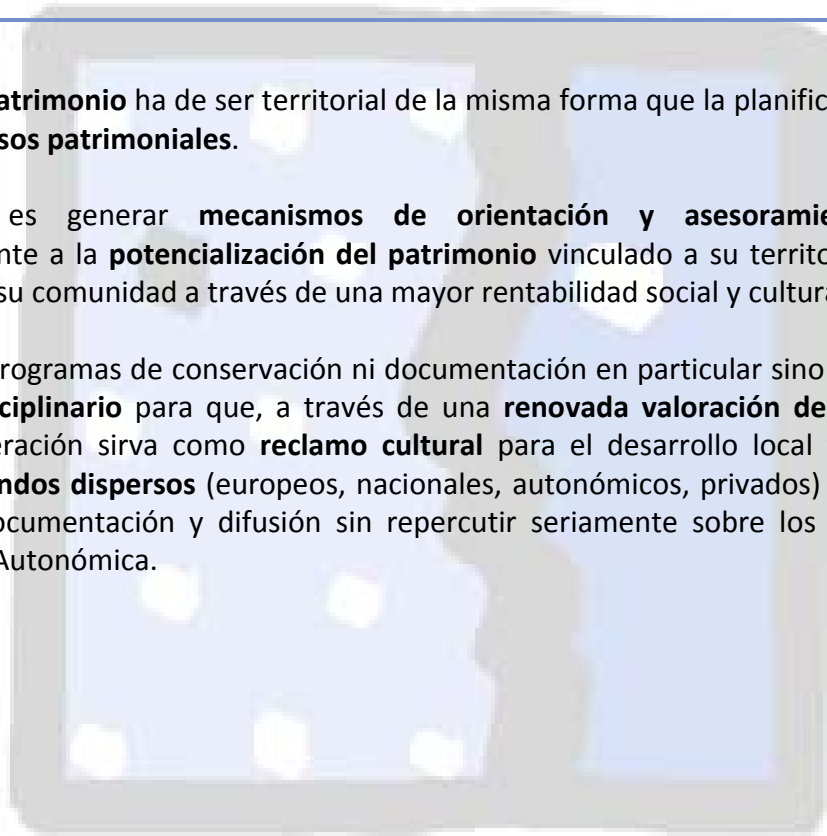 atrimonio ha de ser territorial de la misma forma que la planific
sos patrimoniales.
es generar mecanismos de orientación y asesoramie
nte a la potencialización del patrimonio vinculado a su territo
su comunidad a través de una mayor rentabilidad social y cultura
rogramas de conservación ni documentación en particular sino
ciplinario para que, a través de una renovada valoración de
eración sirva como reclamo cultural para el desarrollo local
ndos dispersos (europeos, nacionales, autonómicos, privados)
ocumentación y difusión sin repercutir seriamente sobre los
Autonómica.